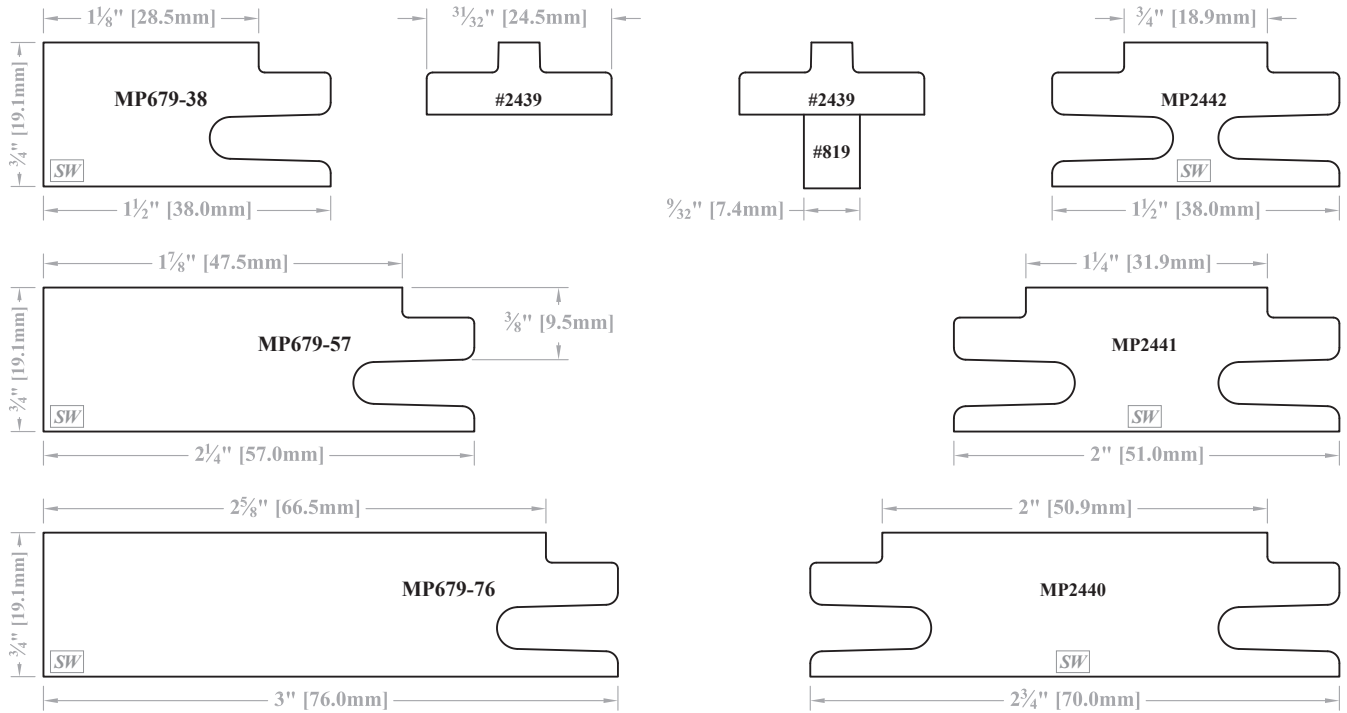 1⅛" [28.5mm]
³¹⁄₃₂" [24.5mm]
¾" [18.9mm]
¾" [19.1mm]
MP679-38
#2439
#2439
MP2442
#819
SW
SW
1½" [38.0mm]
⁹⁄₃₂" [7.4mm]
1½" [38.0mm]
1⅞" [47.5mm]
1¼" [31.9mm]
¾" [19.1mm]
⅜" [9.5mm]
MP679-57
MP2441
SW
SW
2¼" [57.0mm]
2" [51.0mm]
2⅝" [66.5mm]
2" [50.9mm]
¾" [19.1mm]
MP679-76
MP2440
SW
SW
3" [76.0mm]
2¾" [70.0mm]